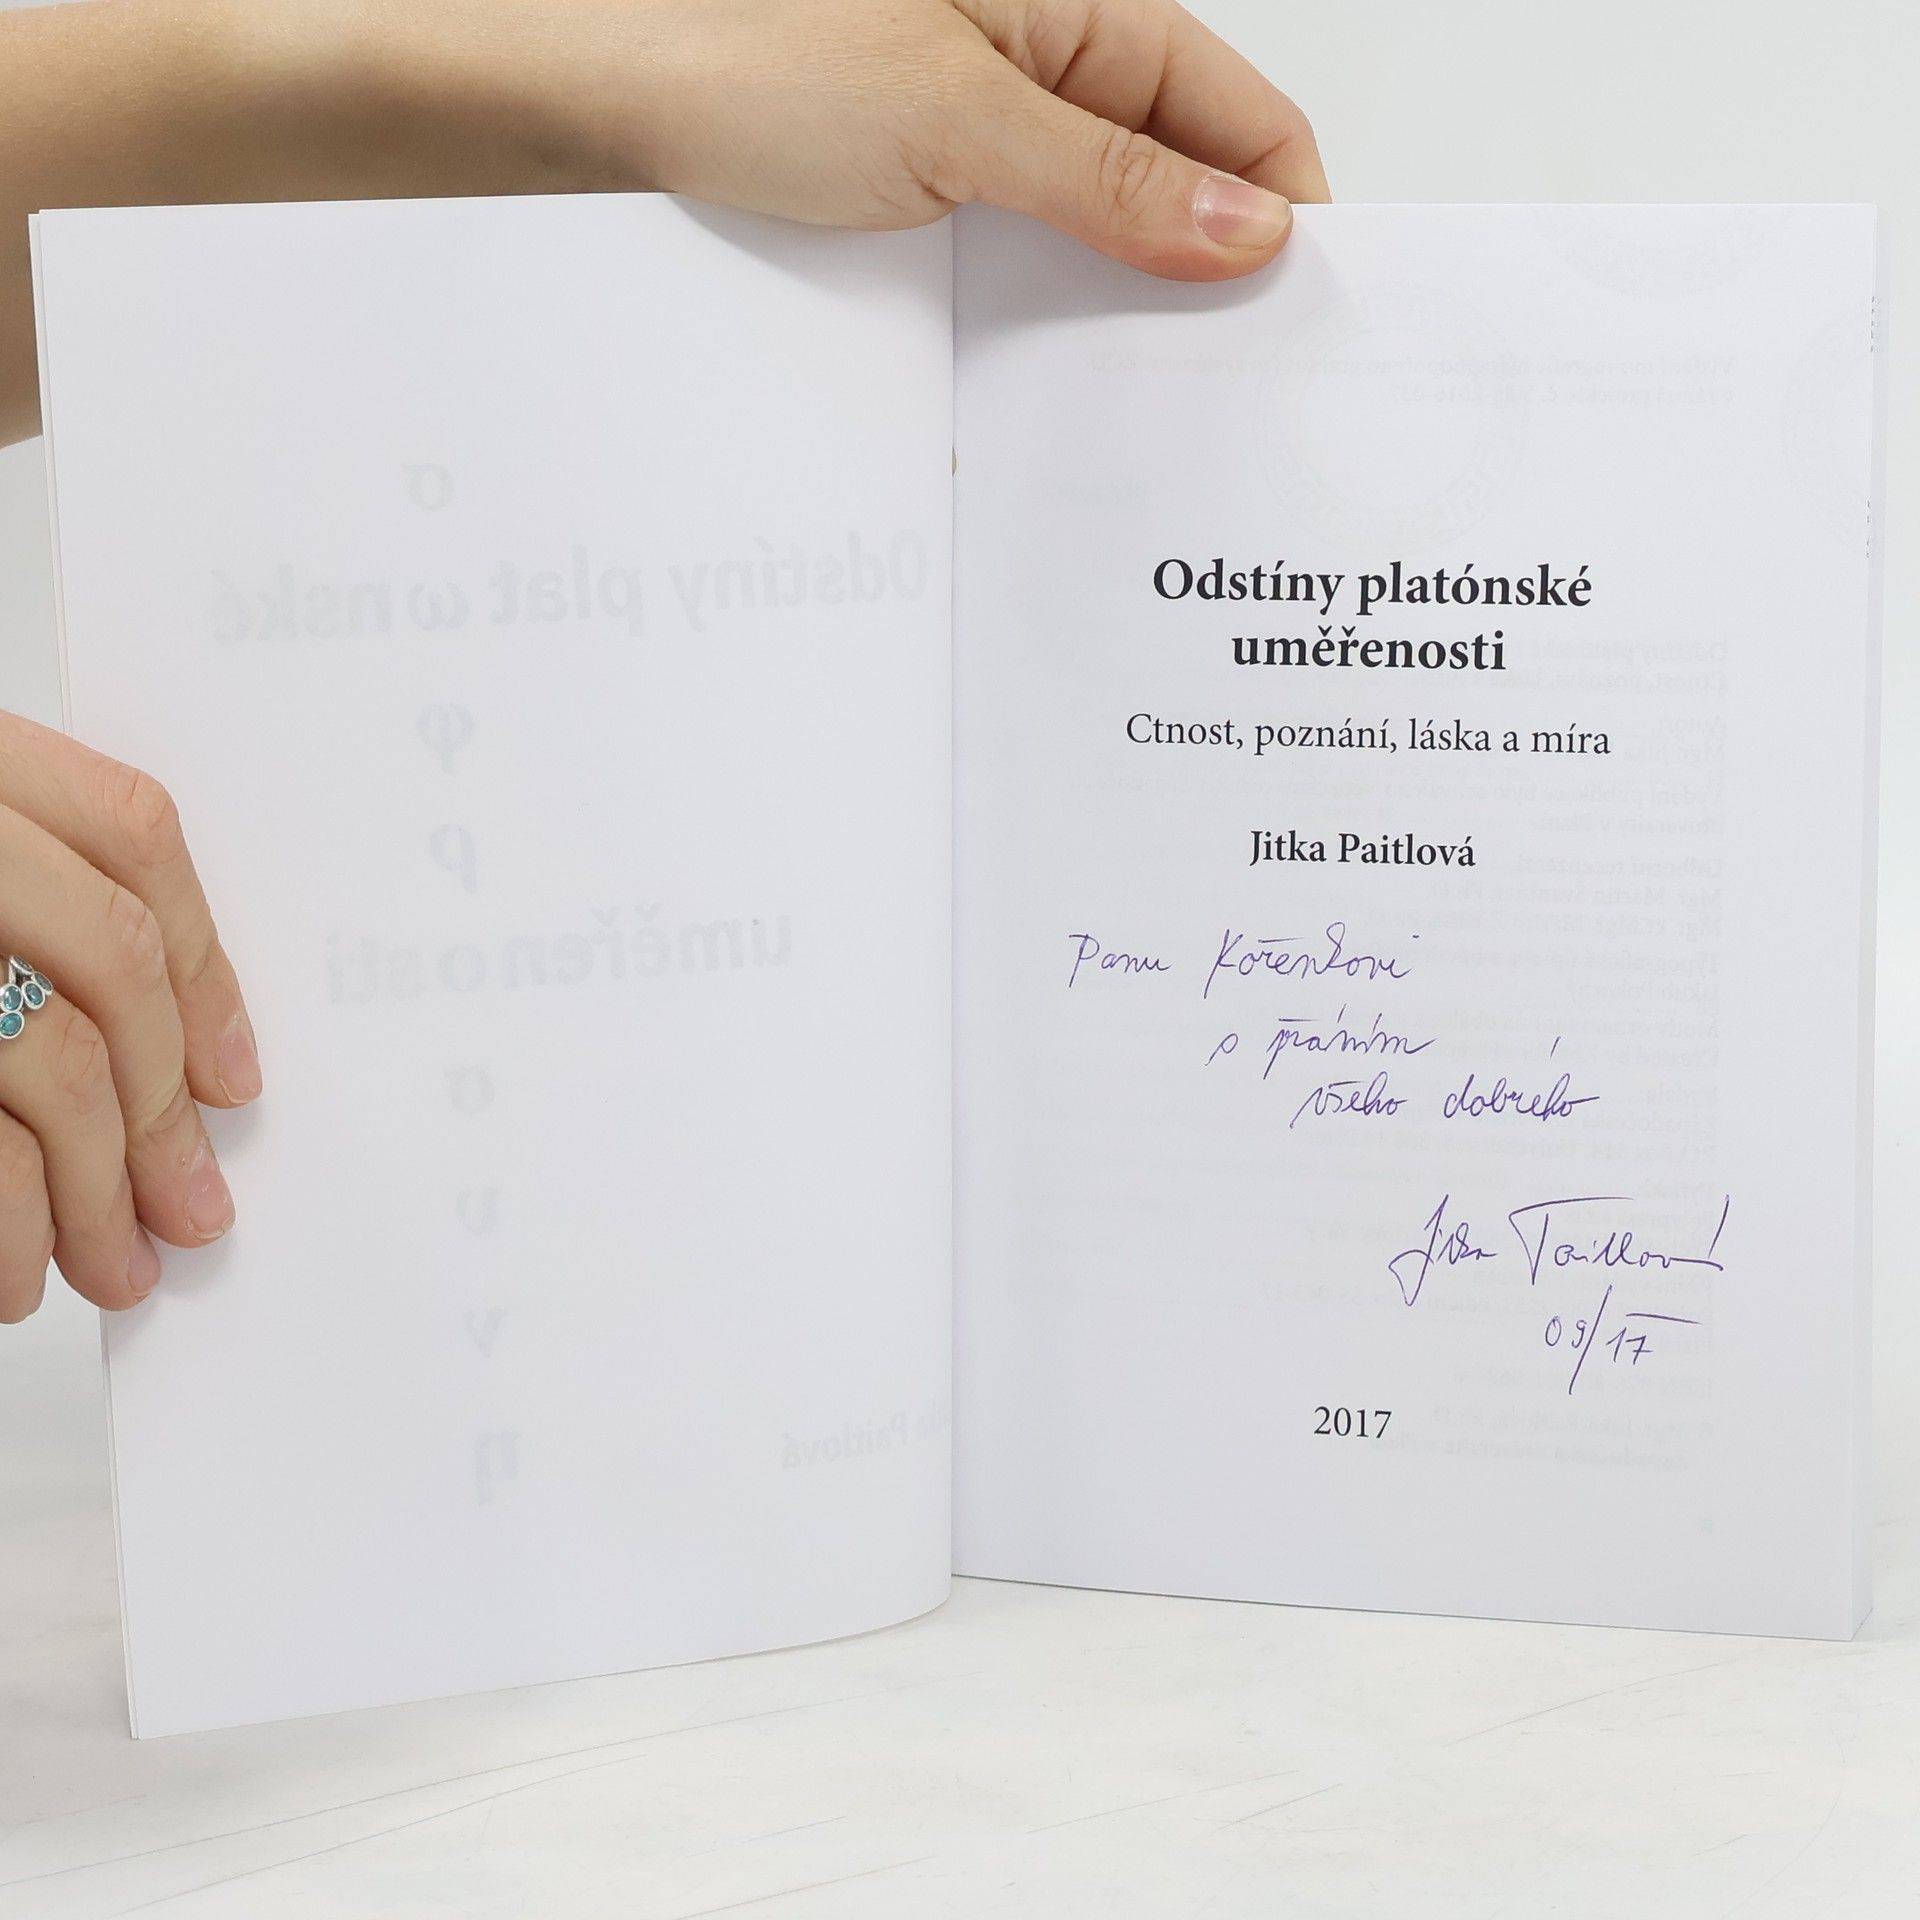 Odstíny platónské
uměřenosti
Ctnost, poznání, láska a míra
Jitka Paitlová
Panu Kořenkovi
s přáním
všeho dobrého
Jitka Paitlová
09/17
2017